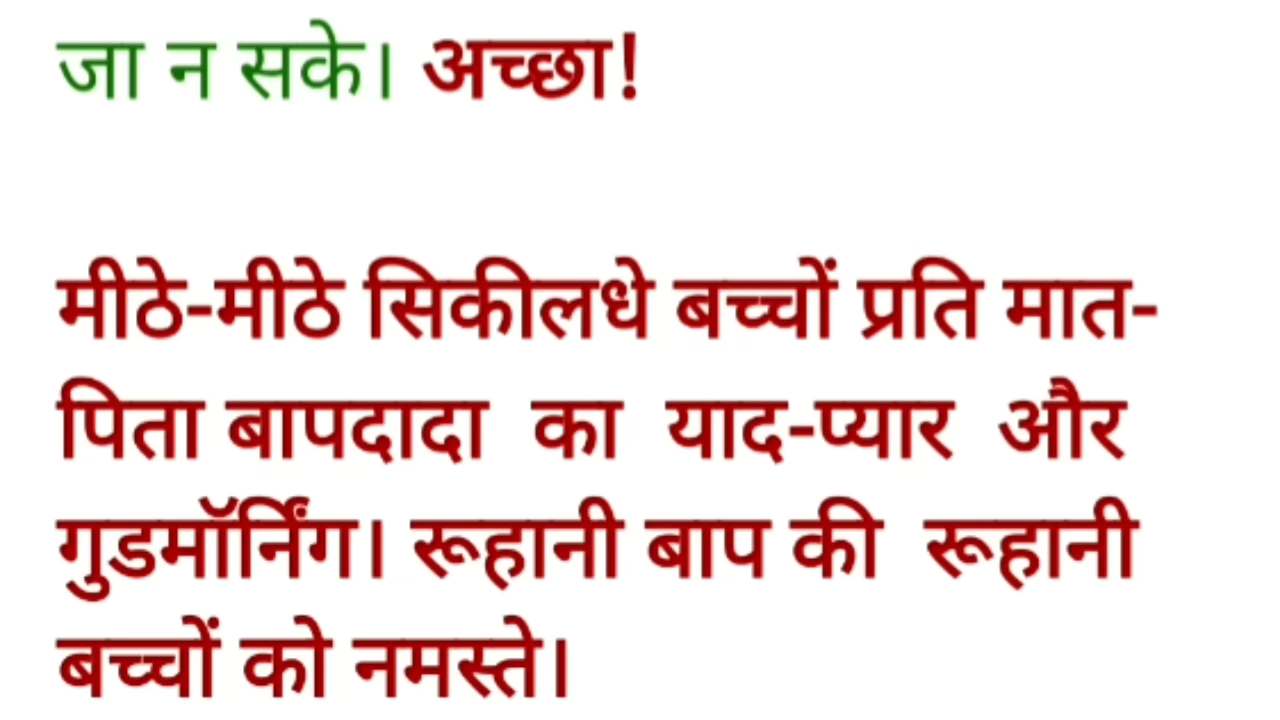 जा न सके। अच्छा!
मीठे-मीठे सिकीलधे बच्चों प्रति मात-
पिता बापदादा का याद-प्यार और
गुडमॉर्निंग। रूहानी बाप की रूहानी
बच्चों को नमस्ते।